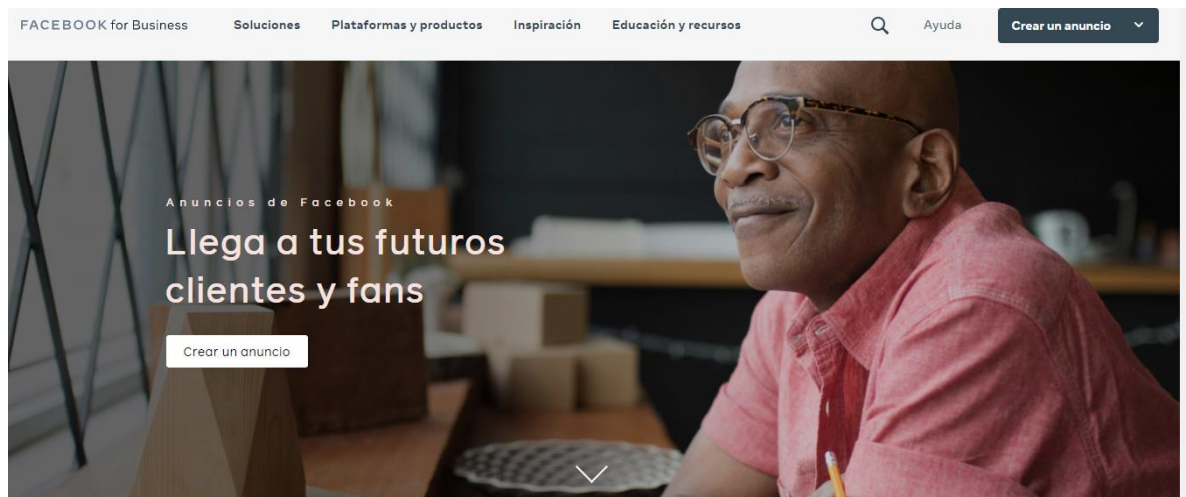 FACEBOOK for Business Soluciones Plataformas y productos Inspiración Educación y recursos Ayuda Crear un anuncio
Anuncios de Facebook
Llega a tus futuros
clientes y fans
Crear un anuncio